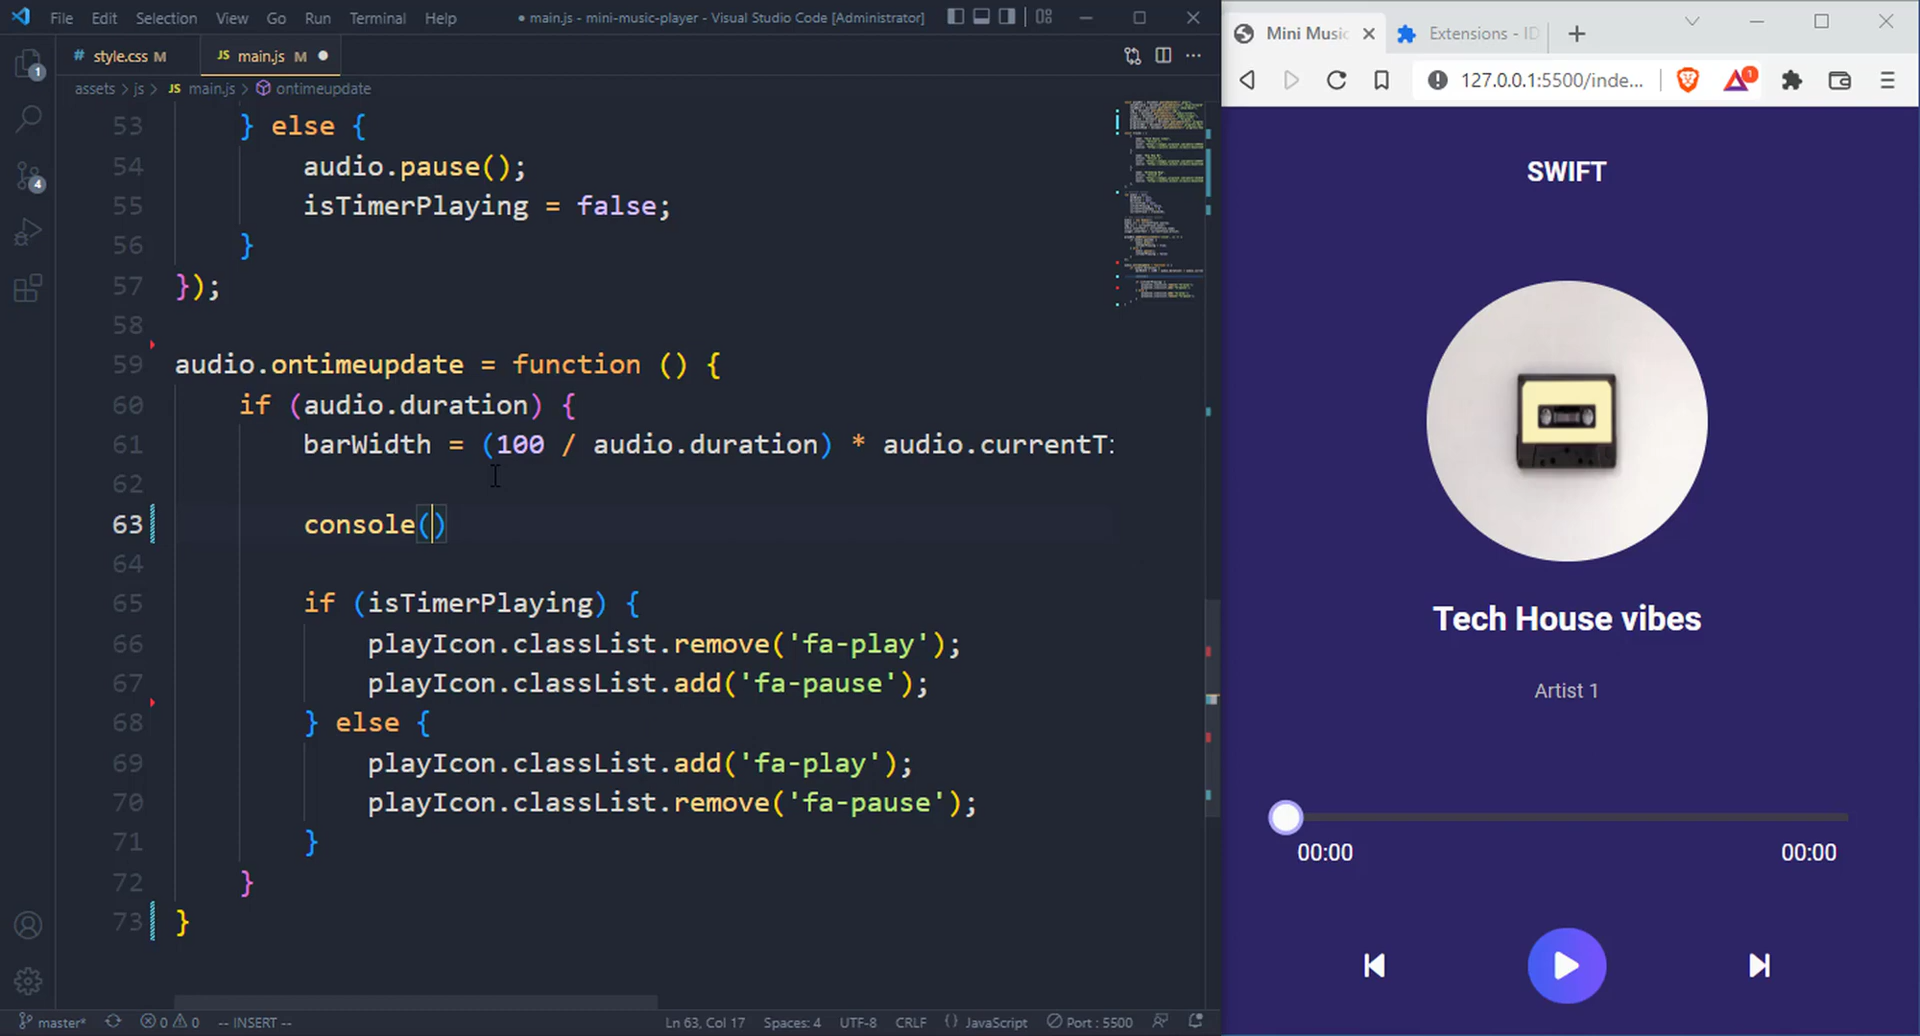 File Edit Selection View Go Run Terminal Help
● main.js - mini-music-player - Visual Studio Code [Administrator]
# style.css M
JS main.js M ●
assets > js > JS main.js > ontimeupdate
53 } else {
54 audio.pause();
55 isTimerPlaying = false;
56 }
57 });
58
59 audio.ontimeupdate = function () {
60 if (audio.duration) {
61 barWidth = (100 / audio.duration) * audio.currentT
62
63 console()
64
65 if (isTimerPlaying) {
66 playIcon.classList.remove('fa-play');
67 playIcon.classList.add('fa-pause');
68 } else {
69 playIcon.classList.add('fa-play');
70 playIcon.classList.remove('fa-pause');
71 }
72 }
73 }
1
4
master* 0 0 -- INSERT -- Ln 63, Col 17 Spaces: 4 UTF-8 CRLF {} JavaScript Port : 5500
Mini Music
Extensions - ID
127.0.0.1:5500/inde...
1
SWIFT
Tech House vibes
Artist 1
00:00 00:00